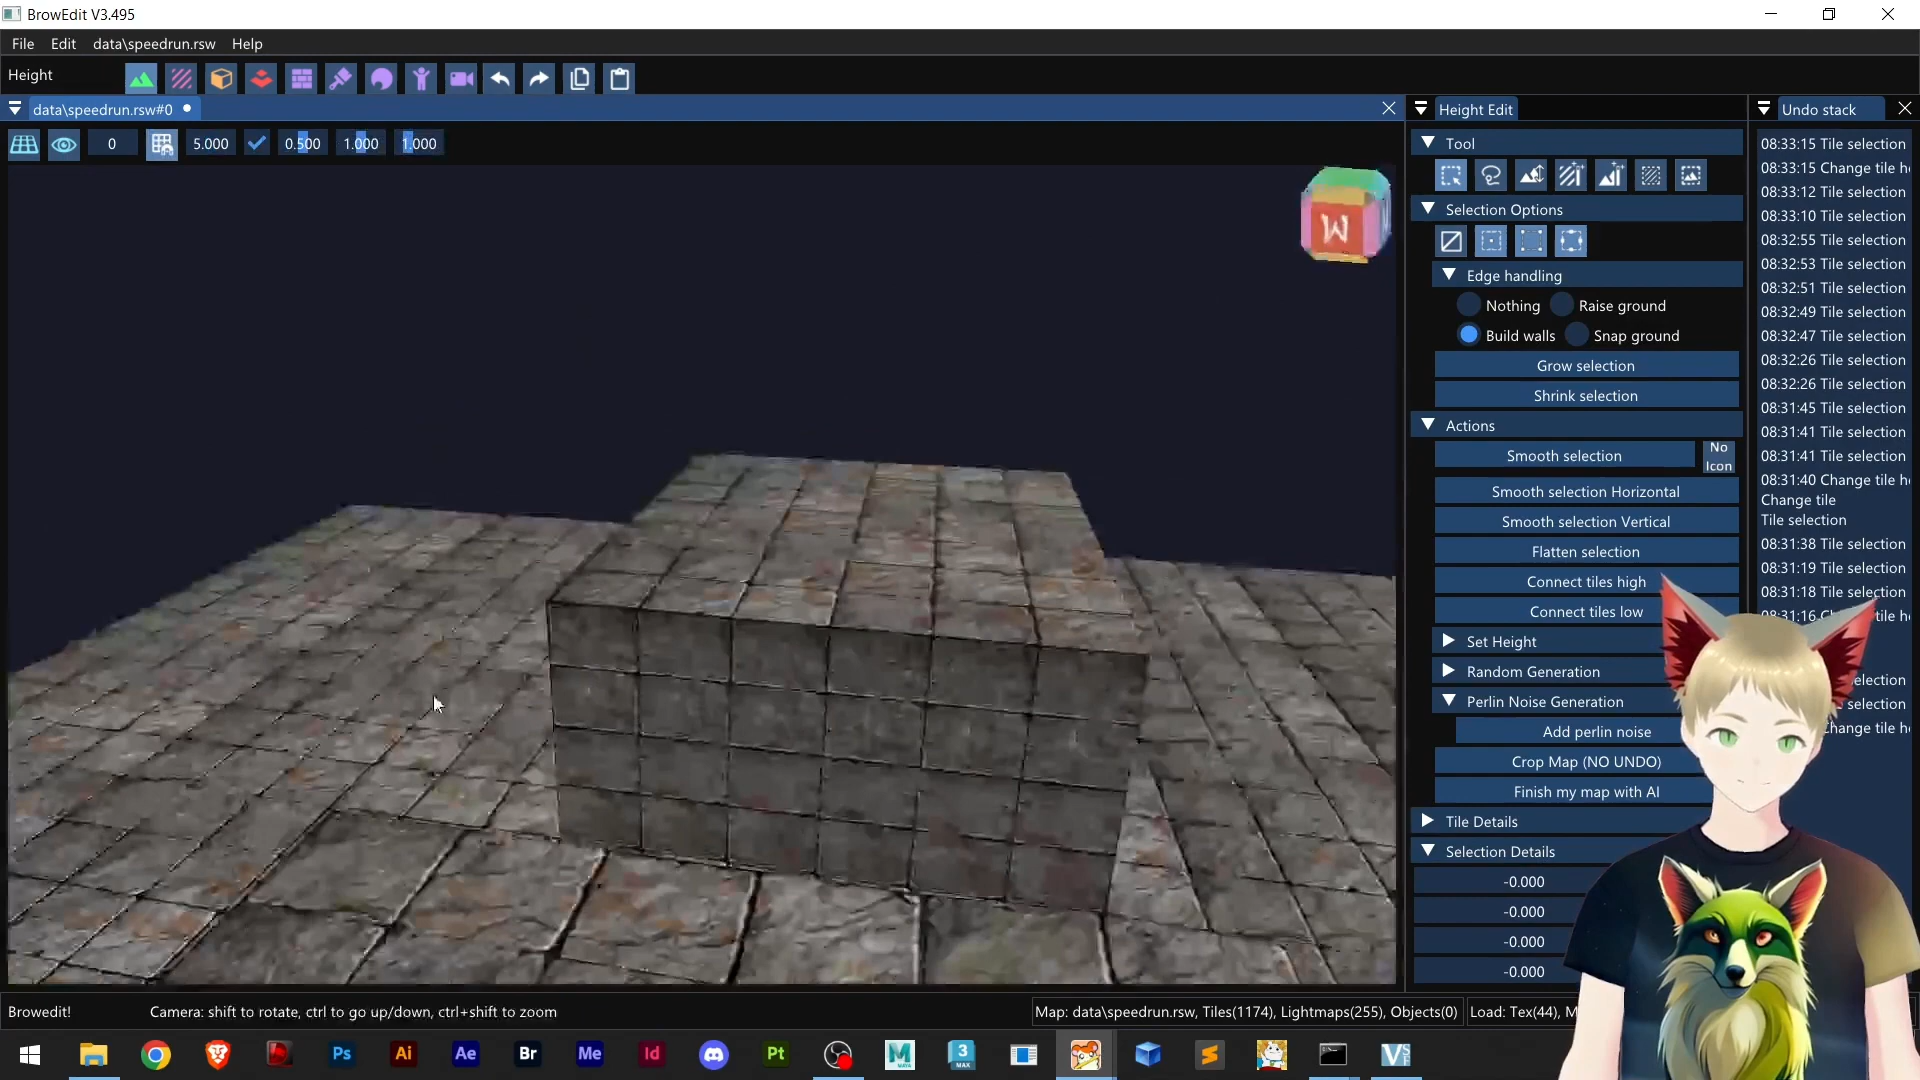 BrowEdit V3.495
File Edit data\speedrun.rsw Help
Height
data\speedrun.rsw#0
0 5.000 0.500 1.000 1.000
W
Height Edit
Tool
Selection Options
Edge handling
Nothing Raise ground
Build walls Snap ground
Grow selection
Shrink selection
Actions
Smooth selection No Icon
Smooth selection Horizontal
Smooth selection Vertical
Flatten selection
Connect tiles high
Connect tiles low
Set Height
Random Generation
Perlin Noise Generation
Add perlin noise
Crop Map (NO UNDO)
Finish my map with AI
Tile Details
Selection Details
-0.000
-0.000
-0.000
-0.000
Undo stack
08:33:15 Tile selection
08:33:15 Change tile h
08:33:12 Tile selection
08:33:10 Tile selection
08:32:55 Tile selection
08:32:53 Tile selection
08:32:51 Tile selection
08:32:49 Tile selection
08:32:47 Tile selection
08:32:26 Tile selection
08:32:26 Tile selection
08:31:45 Tile selection
08:31:41 Tile selection
08:31:41 Tile selection
08:31:40 Change tile h
Change tile
Tile selection
08:31:38 Tile selection
08:31:19 Tile selection
08:31:18 Tile selection
08:31:16 tile h
selection
Change tile h
Browedit! Camera: shift to rotate, ctrl to go up/down, ctrl+shift to zoom Map: data\speedrun.rsw, Tiles(1174), Lightmaps(255), Objects(0) Load: Tex(44), M
Ps Ai Ae Br Me Id Pt M 3 MAX